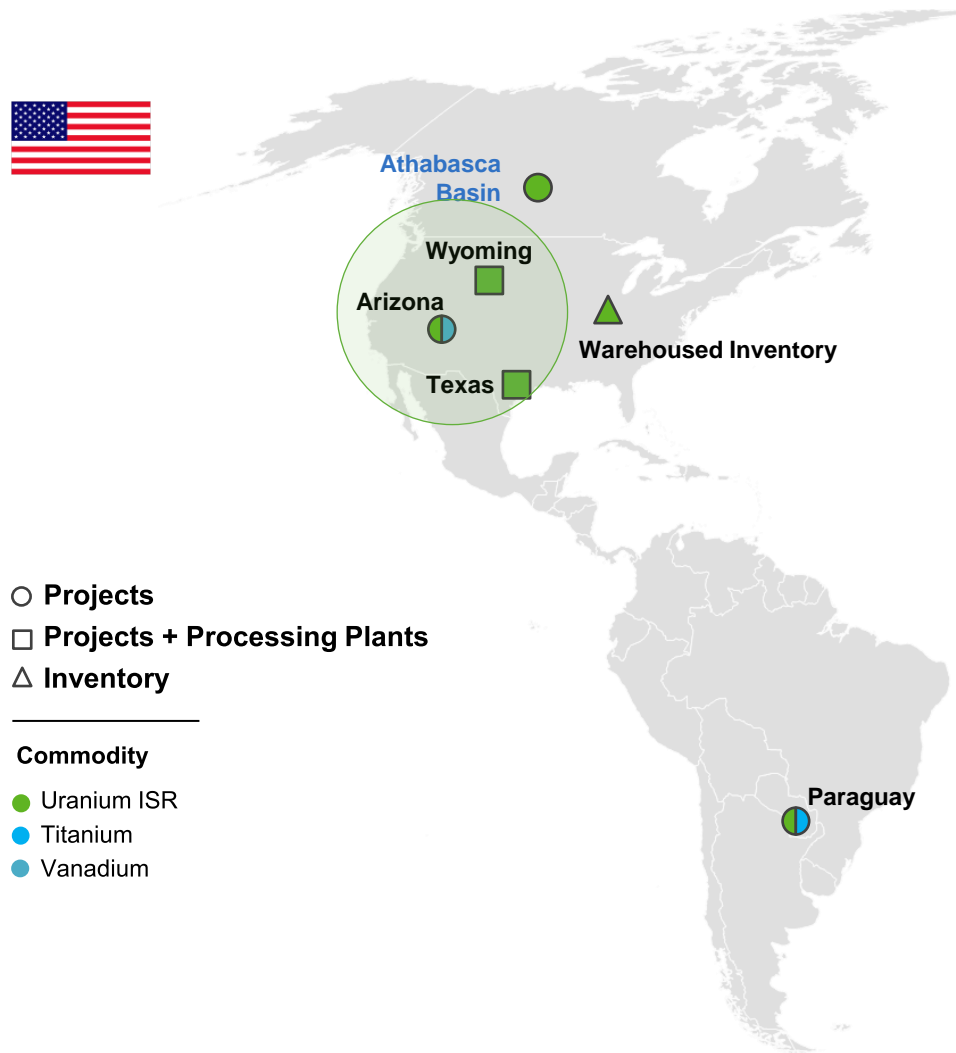 Athabasca
Basin
Wyoming
Arizona
Warehoused Inventory
Texas
Projects
Projects + Processing Plants
Inventory
Commodity
Uranium ISR
Titanium
Vanadium
Paraguay